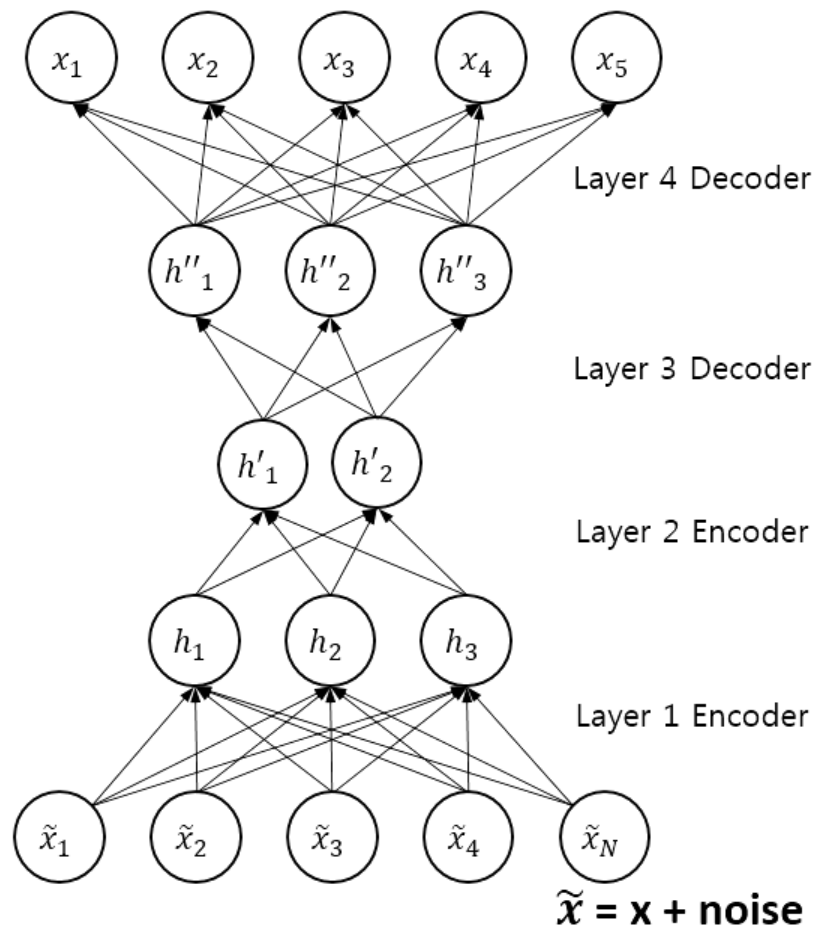 x₁ x₂ x₃ x₄ x₅
Layer 4 Decoder
h″₁ h″₂ h″₃
Layer 3 Decoder
h′₁ h′₂
Layer 2 Encoder
h₁ h₂ h₃
Layer 1 Encoder
x̃₁ x̃₂ x̃₃ x̃₄ x̃_N
x̃ = x + noise